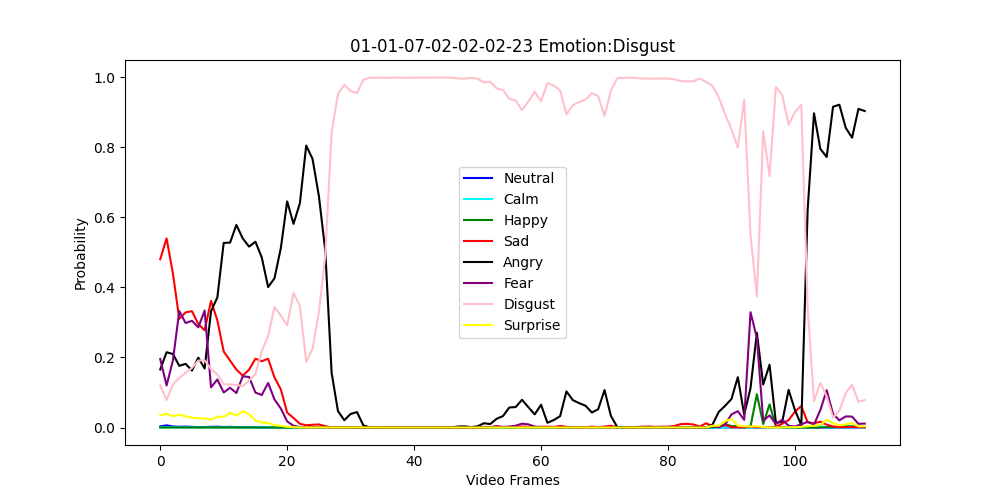 01-01-07-02-02-02-23 Emotion:Disgust
1.0
0.8
0.6
0.4
0.2
0.0
Probability
Neutral
Calm
Happy
Sad
Angry
Fear
Disgust
Surprise
0 20 40 60 80 100
Video Frames